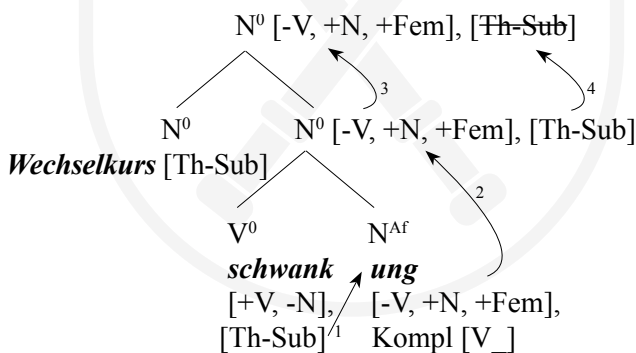 N⁰ [-V, +N, +Fem], [Th-Sub]
3
4
N⁰ N⁰ [-V, +N, +Fem], [Th-Sub]
Wechselkurs [Th-Sub]
2
V⁰ N^Af
schwank ung
[+V, -N], [-V, +N, +Fem],
[Th-Sub] 1 Kompl [V_]